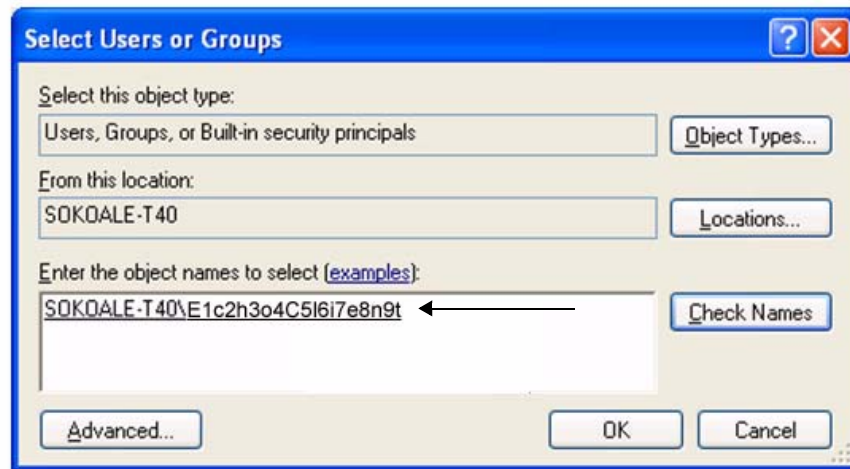 Select Users or Groups
Select this object type:
Users, Groups, or Built-in security principals
Object Types...
From this location:
SOKOALE-T40
Locations...
Enter the object names to select (examples):
SOKOALE-T40\E1c2h3o4C5l6i7e8n9t
Check Names
Advanced...
OK
Cancel